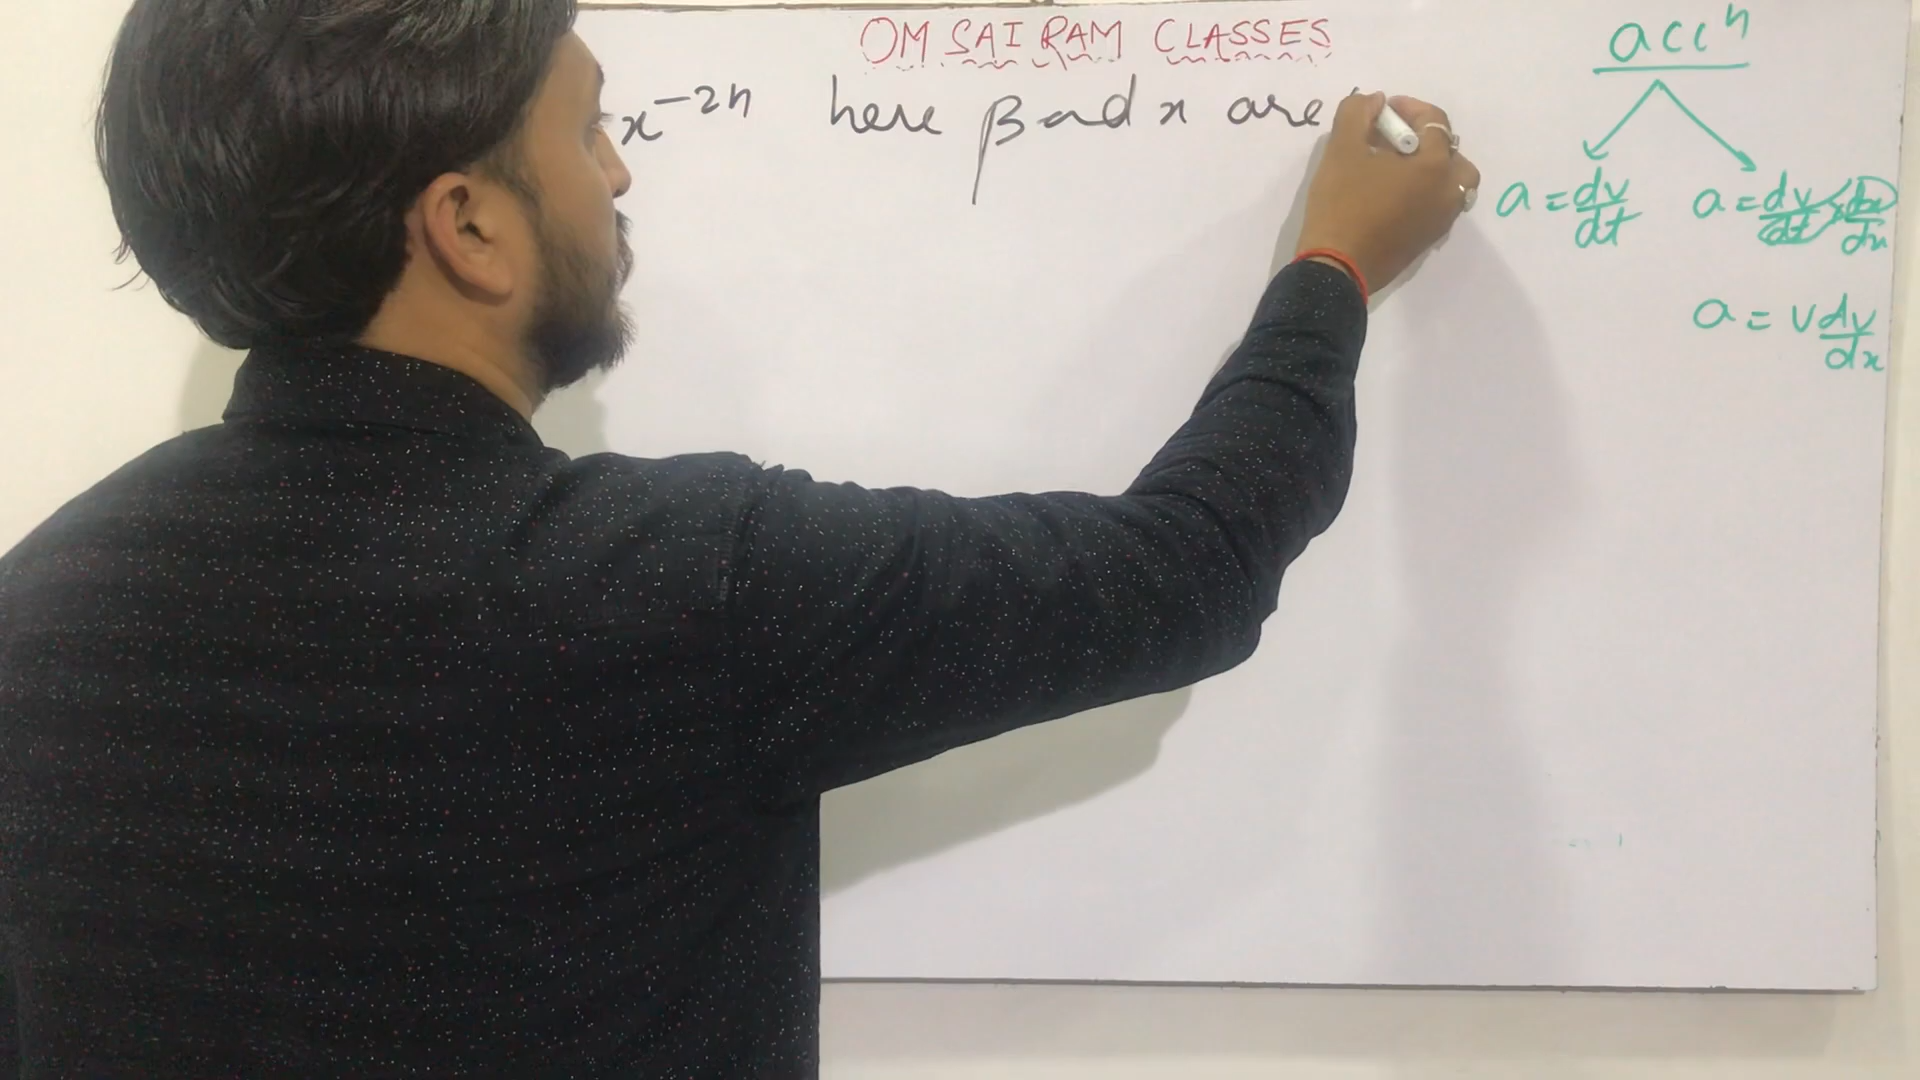 OM SAI RAM CLASSES
x⁻²ⁿ here β and x are
accⁿ
a = dv/dt
a = dv/dt × dx/dx
a = v dv/dx